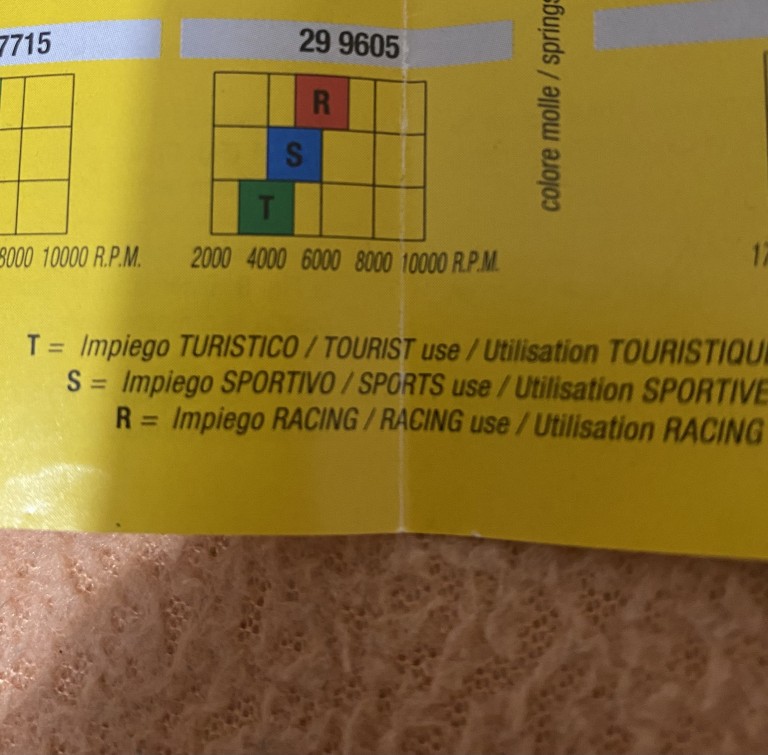 7715
29 9605
R
S
T
8000 10000 R.P.M.
2000 4000 6000 8000 10000 R.P.M.
colore molle / springs
T = Impiego TURISTICO / TOURIST use / Utilisation TOURISTIQU
S = Impiego SPORTIVO / SPORTS use / Utilisation SPORTIVE
R = Impiego RACING / RACING use / Utilisation RACING